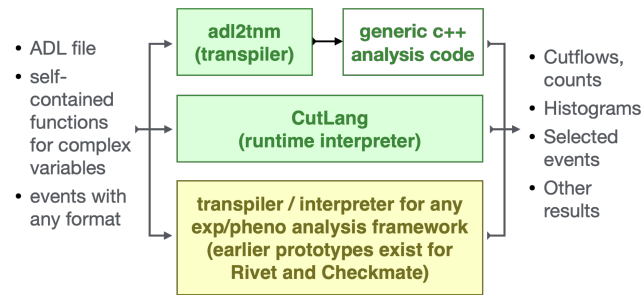 • ADL file
• self-
contained
functions
for complex
variables
• events with
any format
adl2tnm
(transpiler)
generic c++
analysis code
CutLang
(runtime interpreter)
transpiler / interpreter for any
exp/pheno analysis framework
(earlier prototypes exist for
Rivet and Checkmate)
• Cutflows,
counts
• Histograms
• Selected
events
• Other
results